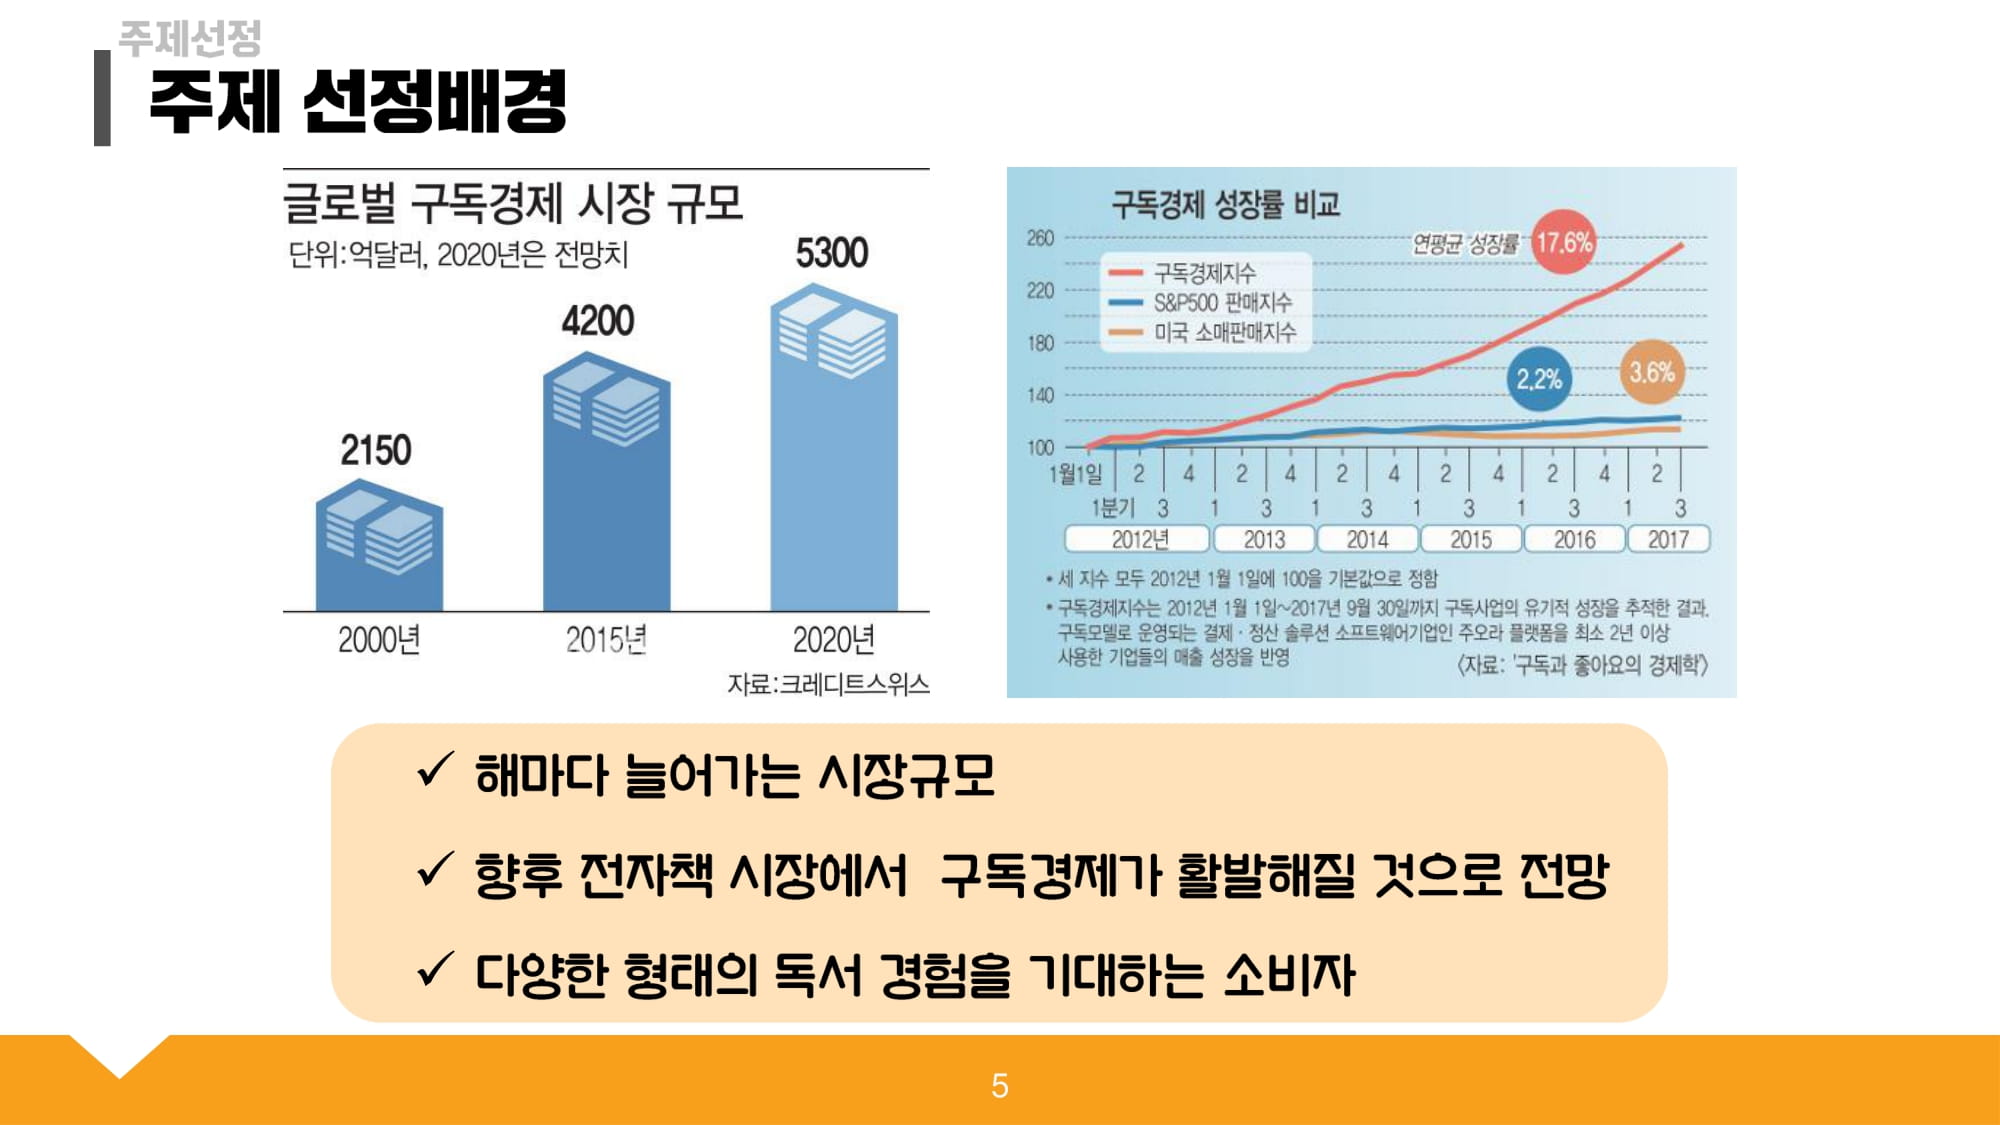 주제선정
주제 선정배경
글로벌 구독경제 시장 규모
단위:억달러, 2020년은 전망치
2150
4200
5300
2000년
2015년
2020년
자료:크레디트스위스
구독경제 성장률 비교
260
220
180
140
100
연평균 성장률 17.6%
구독경제지수
S&P500 판매지수
미국 소매판매지수
2.2%
3.6%
1월1일 2 4 2 4 2 4 2 4 2 4 2
1분기 3 1 3 1 3 1 3 1 3 1 3
2012년 2013 2014 2015 2016 2017
• 세 지수 모두 2012년 1월 1일에 100을 기본값으로 정함
• 구독경제지수는 2012년 1월 1일~2017년 9월 30일까지 구독사업의 유기적 성장을 추적한 결과.
구독모델로 운영되는 결제·정산 솔루션 소프트웨어기업인 주오라 플랫폼을 최소 2년 이상
사용한 기업들의 매출 성장을 반영
〈자료: '구독과 좋아요의 경제학'〉
✓ 해마다 늘어가는 시장규모
✓ 향후 전자책 시장에서 구독경제가 활발해질 것으로 전망
✓ 다양한 형태의 독서 경험을 기대하는 소비자
5